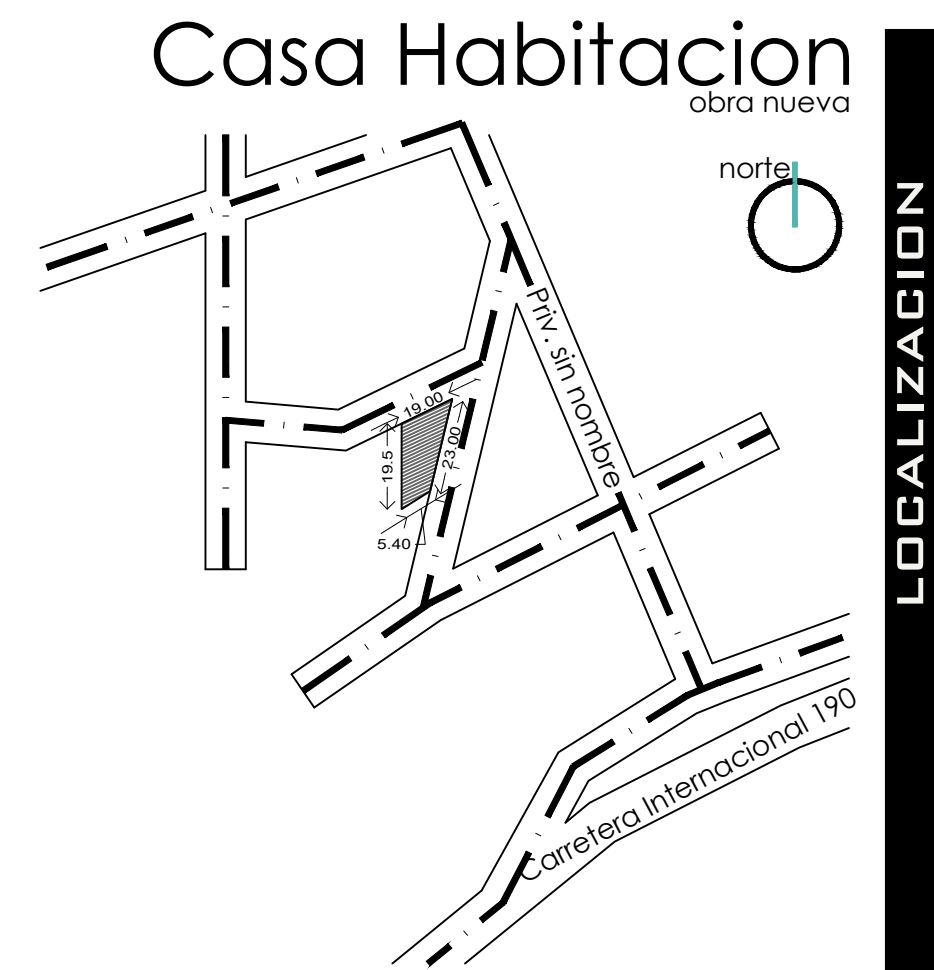 Casa Habitacion
obra nueva
norte
LOCALIZACION
Priv. sin nombre
19.00
19.5
23.00
5.40
Carretera Internacional 190